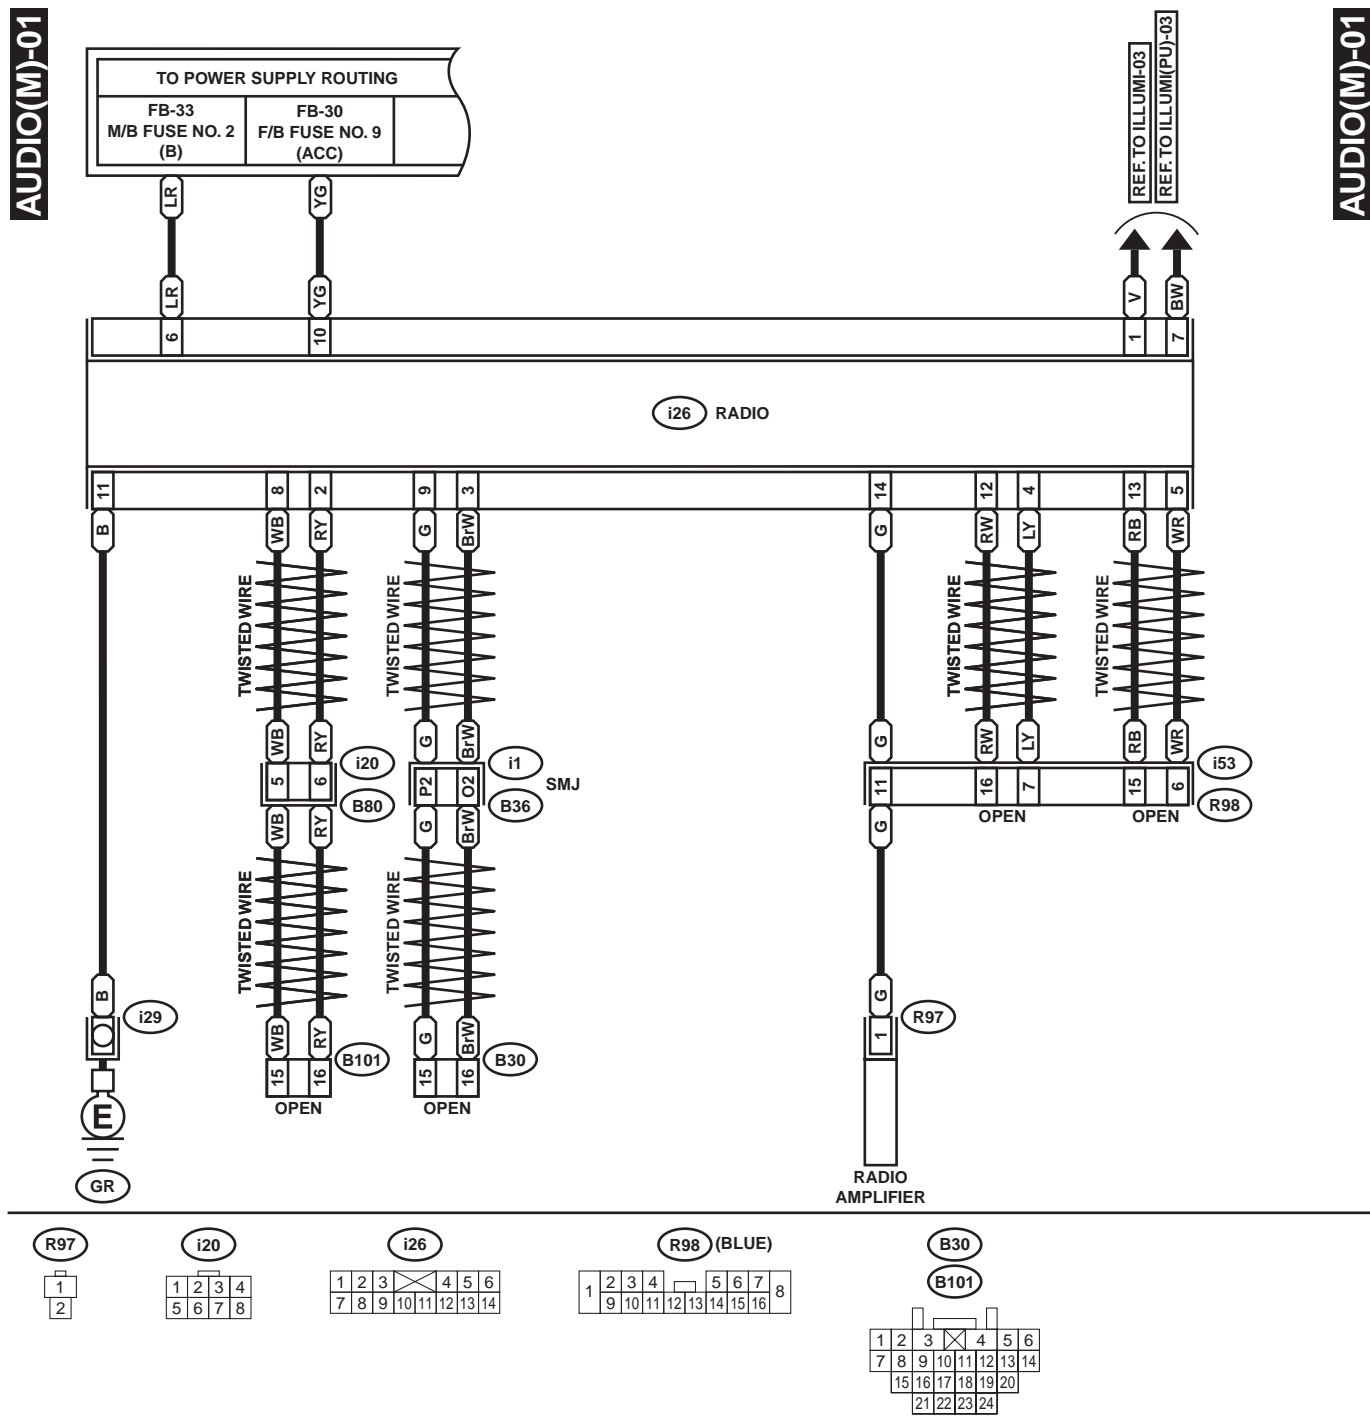 AUDIO(M)-01
AUDIO(M)-01
TO POWER SUPPLY ROUTING
FB-33
M/B FUSE NO. 2
(B)
FB-30
F/B FUSE NO. 9
(ACC)
REF. TO ILLUMI-03
REF. TO ILLUMI(PU)-03
LR
YG
LR
YG
V
BW
6
10
1
7
i26 RADIO
11
8
2
9
3
14
12
4
13
5
B
WB
RY
G
BrW
G
RW
LY
RB
WR
TWISTED WIRE
TWISTED WIRE
TWISTED WIRE
TWISTED WIRE
WB
RY
G
BrW
G
RW
LY
RB
WR
5
6
i20
P2
O2
i1
SMJ
11
16
7
15
6
i53
B80
B36
R98
OPEN
OPEN
WB
RY
G
BrW
G
TWISTED WIRE
TWISTED WIRE
B
WB
RY
G
BrW
G
i29
B101
B30
R97
15
16
15
16
1
OPEN
OPEN
E
GR
RADIO
AMPLIFIER
R97
1
2
i20
1 2 3 4
5 6 7 8
i26
1 2 3 4 5 6
7 8 9 10 11 12 13 14
R98 (BLUE)
1 2 3 4 5 6 7 8
9 10 11 12 13 14 15 16
B30
B101
1 2 3 4 5 6
7 8 9 10 11 12 13 14
15 16 17 18 19 20
21 22 23 24